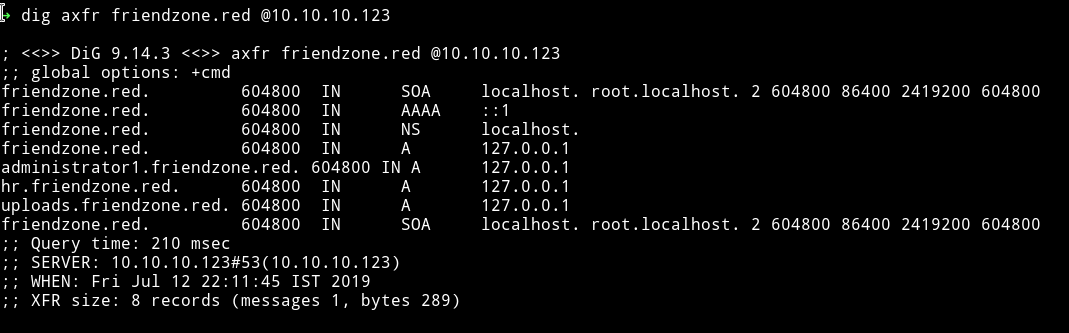 → dig axfr friendzone.red @10.10.10.123
; <<>> DiG 9.14.3 <<>> axfr friendzone.red @10.10.10.123
;; global options: +cmd
friendzone.red. 604800 IN SOA localhost. root.localhost. 2 604800 86400 2419200 604800
friendzone.red. 604800 IN AAAA ::1
friendzone.red. 604800 IN NS localhost.
friendzone.red. 604800 IN A 127.0.0.1
administrator1.friendzone.red. 604800 IN A 127.0.0.1
hr.friendzone.red. 604800 IN A 127.0.0.1
uploads.friendzone.red. 604800 IN A 127.0.0.1
friendzone.red. 604800 IN SOA localhost. root.localhost. 2 604800 86400 2419200 604800
;; Query time: 210 msec
;; SERVER: 10.10.10.123#53(10.10.10.123)
;; WHEN: Fri Jul 12 22:11:45 IST 2019
;; XFR size: 8 records (messages 1, bytes 289)